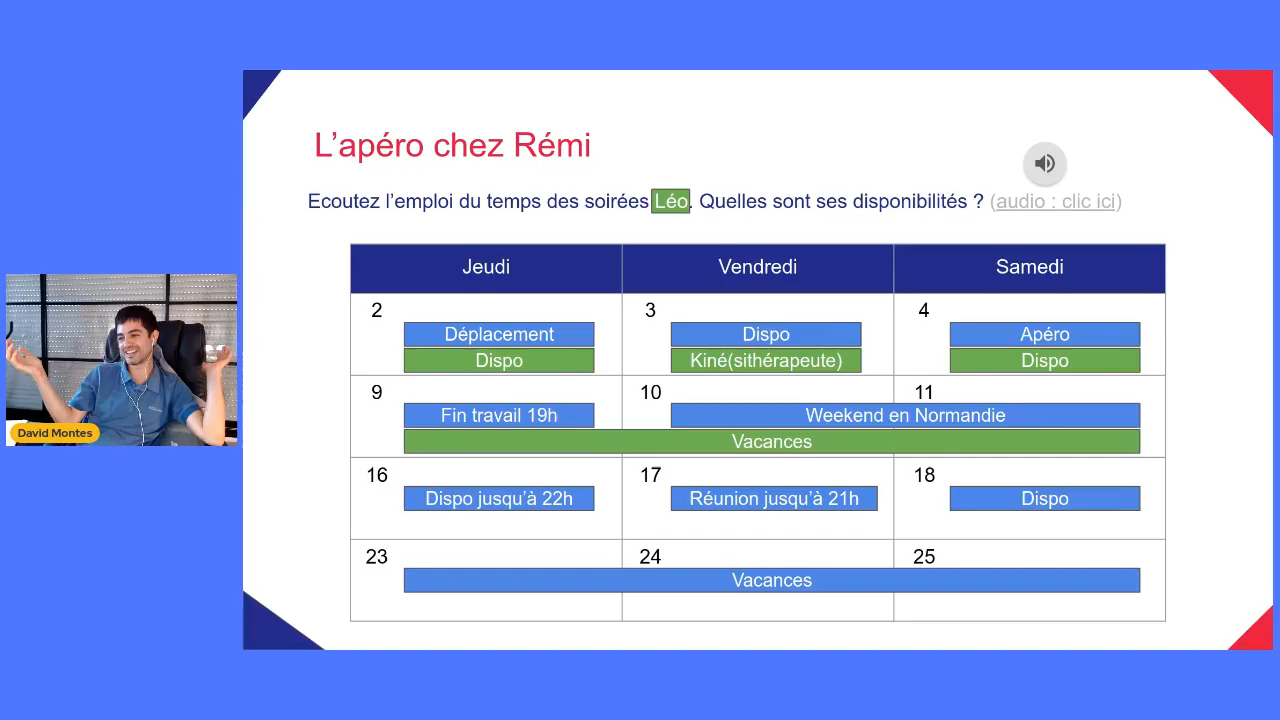 L'apéro chez Rémi
Ecoutez l'emploi du temps des soirées Léo. Quelles sont ses disponibilités ? (audio : clic ici)
Jeudi Vendredi Samedi
2 3 4
Déplacement Dispo Apéro
Dispo Kiné(sithérapeute) Dispo
9 10 11
Fin travail 19h Weekend en Normandie
Vacances
16 17 18
Dispo jusqu'à 22h Réunion jusqu'à 21h Dispo
23 24 25
Vacances
David Montes